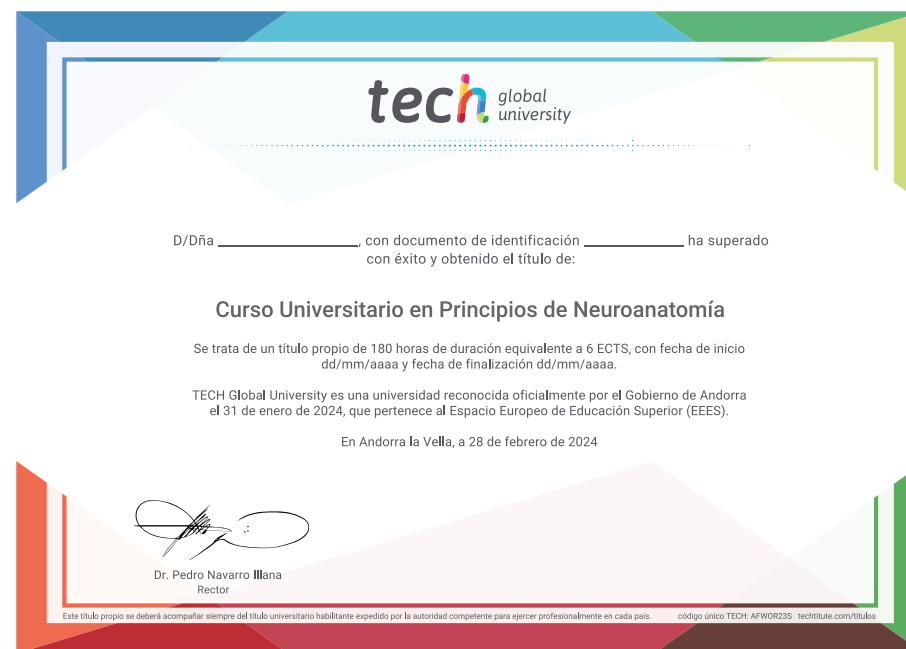 tech global university
D/Dña ____________________, con documento de identificación ______________ ha superado
con éxito y obtenido el título de:
Curso Universitario en Principios de Neuroanatomía
Se trata de un título propio de 180 horas de duración equivalente a 6 ECTS, con fecha de inicio
dd/mm/aaaa y fecha de finalización dd/mm/aaaa.
TECH Global University es una universidad reconocida oficialmente por el Gobierno de Andorra
el 31 de enero de 2024, que pertenece al Espacio Europeo de Educación Superior (EEES).
En Andorra la Vella, a 28 de febrero de 2024
Dr. Pedro Navarro Illana
Rector
Este título propio se deberá acompañar siempre del título universitario habilitante expedido por la autoridad competente para ejercer profesionalmente en cada país. código único TECH: AFWOR23S techtitute.com/titulos